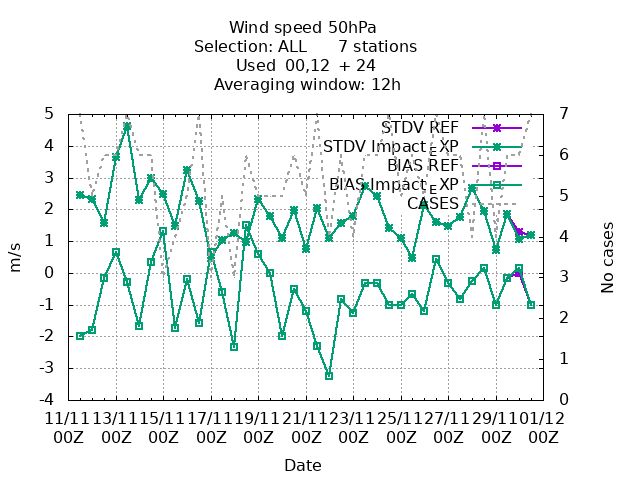 Wind speed 50hPa
Selection: ALL 7 stations
Used 00,12 + 24
Averaging window: 12h
5
4
3
2
1
0
-1
-2
-3
-4
m/s
7
6
5
4
3
2
1
0
No cases
STDV REF
STDV Impact_EXP
BIAS REF
BIAS Impact_EXP
CASES
11/11 13/11 15/11 17/11 19/11 21/11 23/11 25/11 27/11 29/11 01/12
00Z 00Z 00Z 00Z 00Z 00Z 00Z 00Z 00Z 00Z 00Z
Date